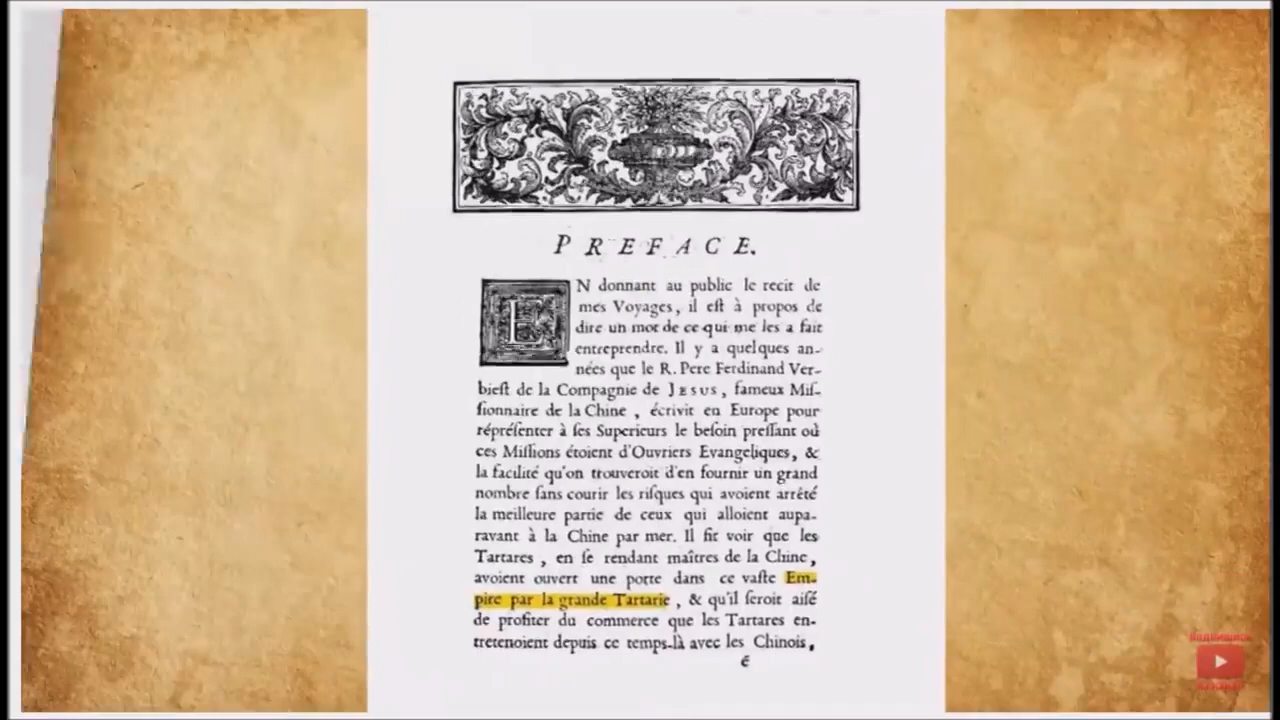 PREFACE.
EN donnant au public le recit de
mes Voyages, il est à propos de
dire un mot de ce qui me les a fait
entreprendre. Il y a quelques an-
nées que le R. Pere Ferdinand Ver-
biest de la Compagnie de JESUS, fameux Mis-
sionnaire de la Chine, écrivit en Europe pour
répréſenter à ſes Superieurs le beſoin preſſant où
ces Miſſions étoient d'Ouvriers Evangeliques, &
la facilité qu'on trouveroit d'en fournir un grand
nombre ſans courir les riſques qui avoient arrêté
la meilleure partie de ceux qui alloient aupa-
ravant à la Chine par mer. Il fit voir que les
Tartares, en ſe rendant maîtres de la Chine,
avoient ouvert une porte dans ce vaſte Em-
pire par la grande Tartarie, & qu'il ſeroit aiſé
de profiter du commerce que les Tartares en-
tretenoient depuis ce temps-là avec les Chinois,
é